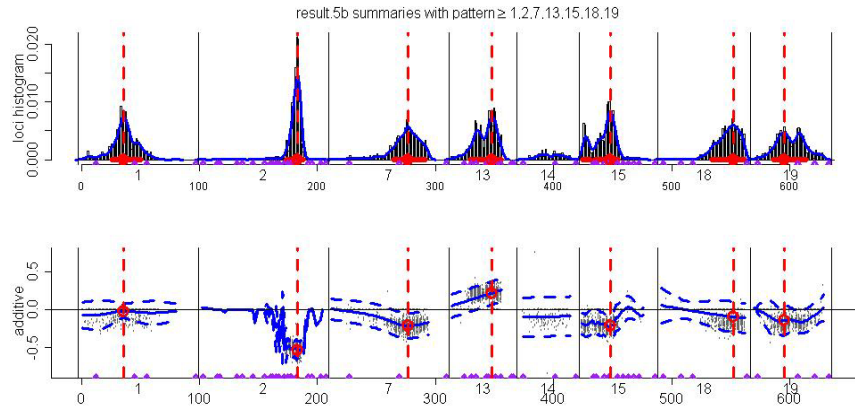 result.5b summaries with pattern ≥ 1,2,7,13,15,18,19
loci histogram
0.020
0.010
0.000
1 2 7 13 14 15 18 19
0 100 200 300 400 500 600
additive
0.5
0.0
-0.5
1 2 7 13 14 15 18 19
0 100 200 300 400 500 600